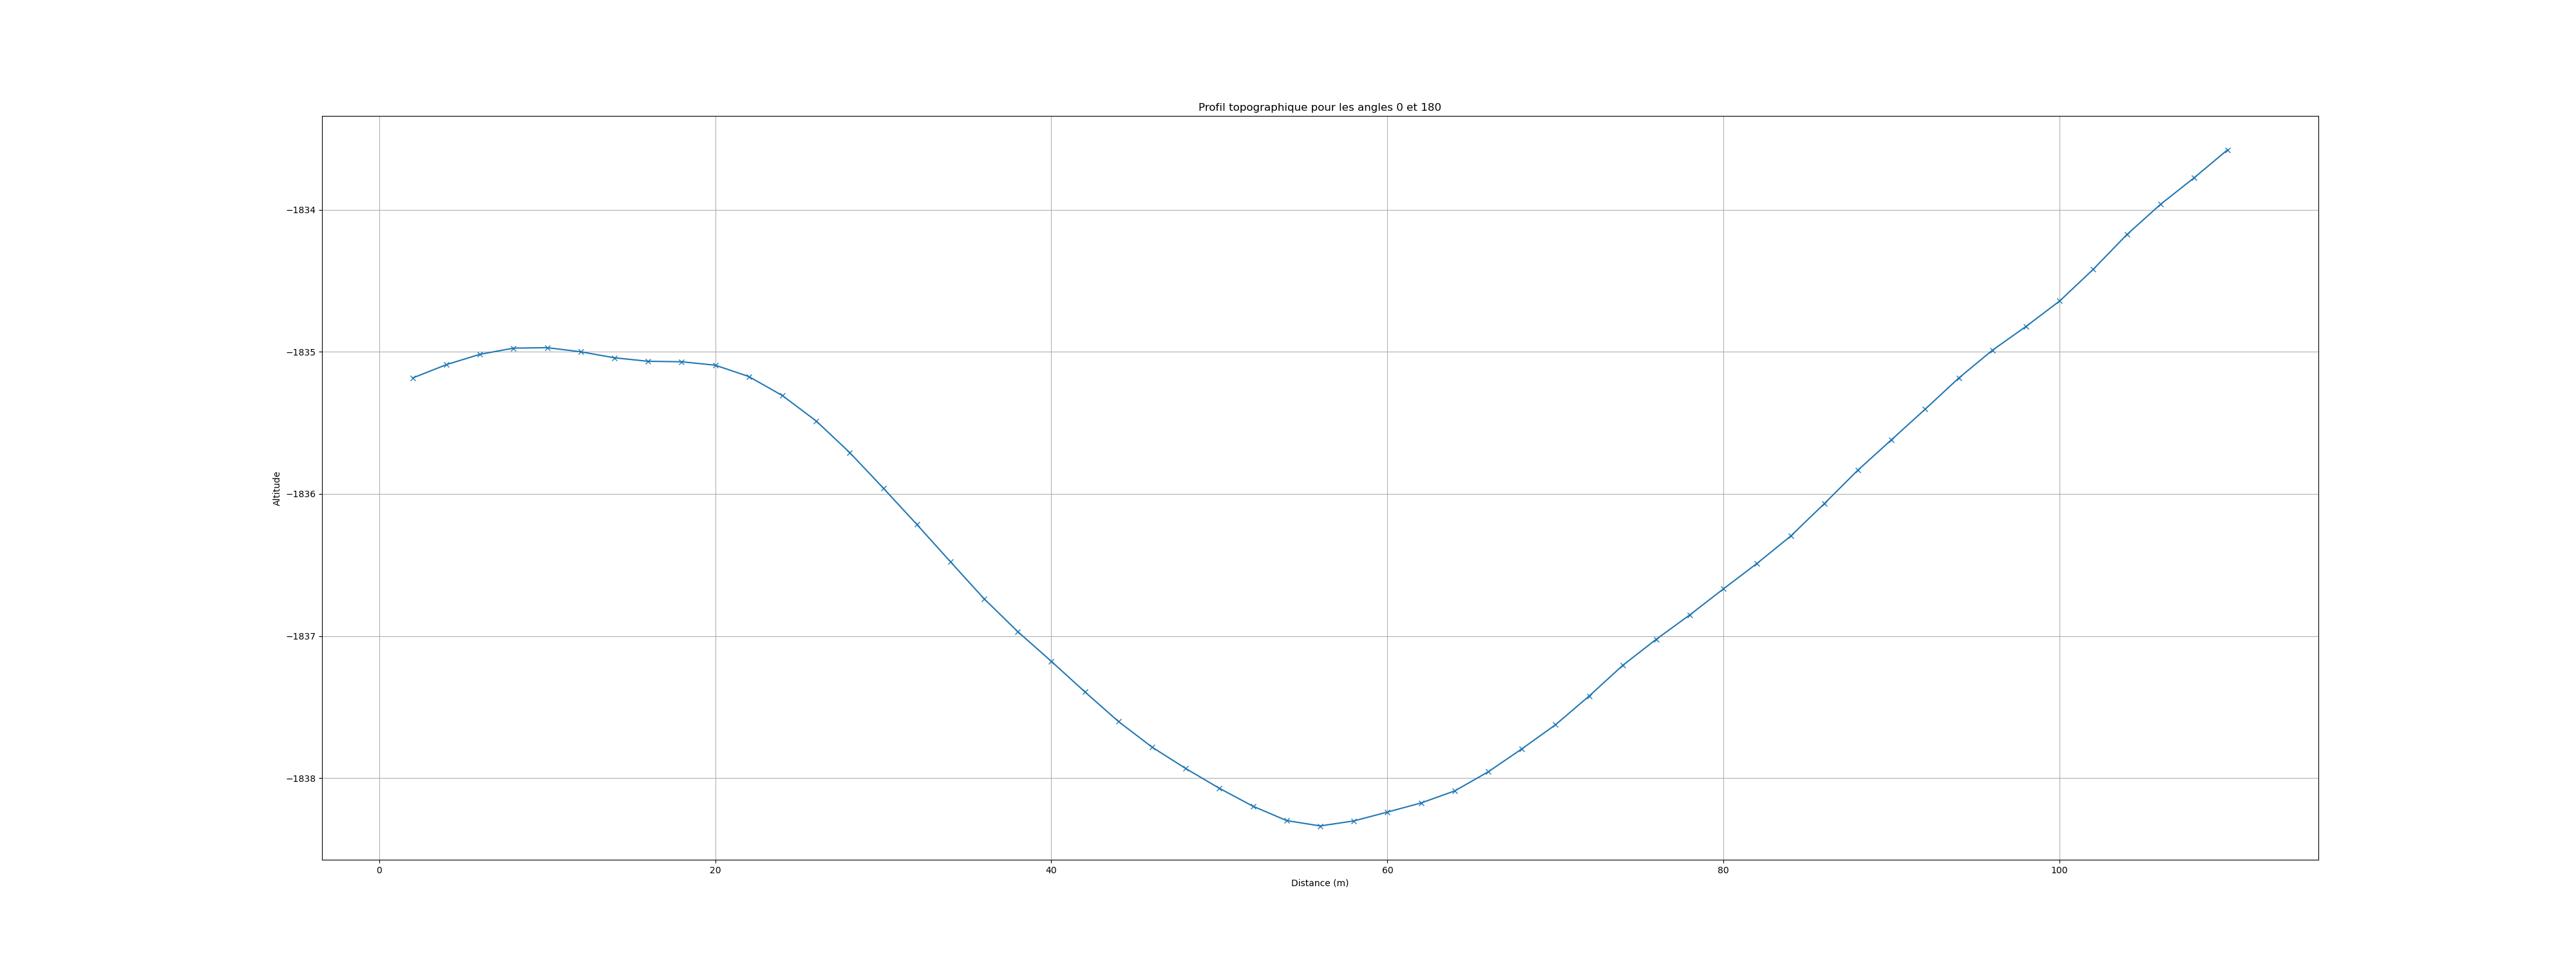 Profil topographique pour les angles 0 et 180
Altitude
−1834
−1835
−1836
−1837
−1838
0 20 40 60 80 100
Distance (m)